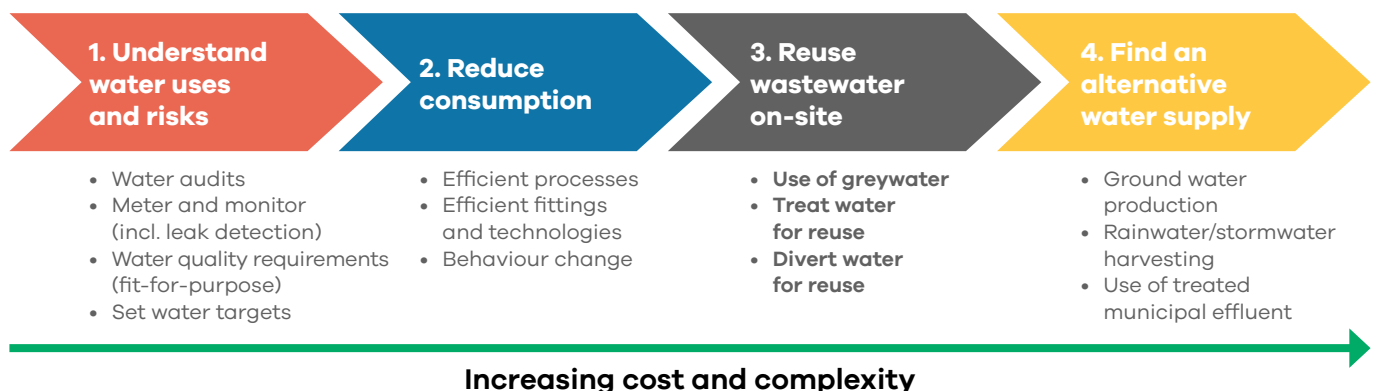 1. Understand
water uses
and risks
2. Reduce
consumption
3. Reuse
wastewater
on-site
4. Find an
alternative
water supply
• Water audits
• Meter and monitor
(incl. leak detection)
• Water quality requirements
(fit-for-purpose)
• Set water targets
• Efficient processes
• Efficient fittings
and technologies
• Behaviour change
• Use of greywater
• Treat water
for reuse
• Divert water
for reuse
• Ground water
production
• Rainwater/stormwater
harvesting
• Use of treated
municipal effluent
Increasing cost and complexity